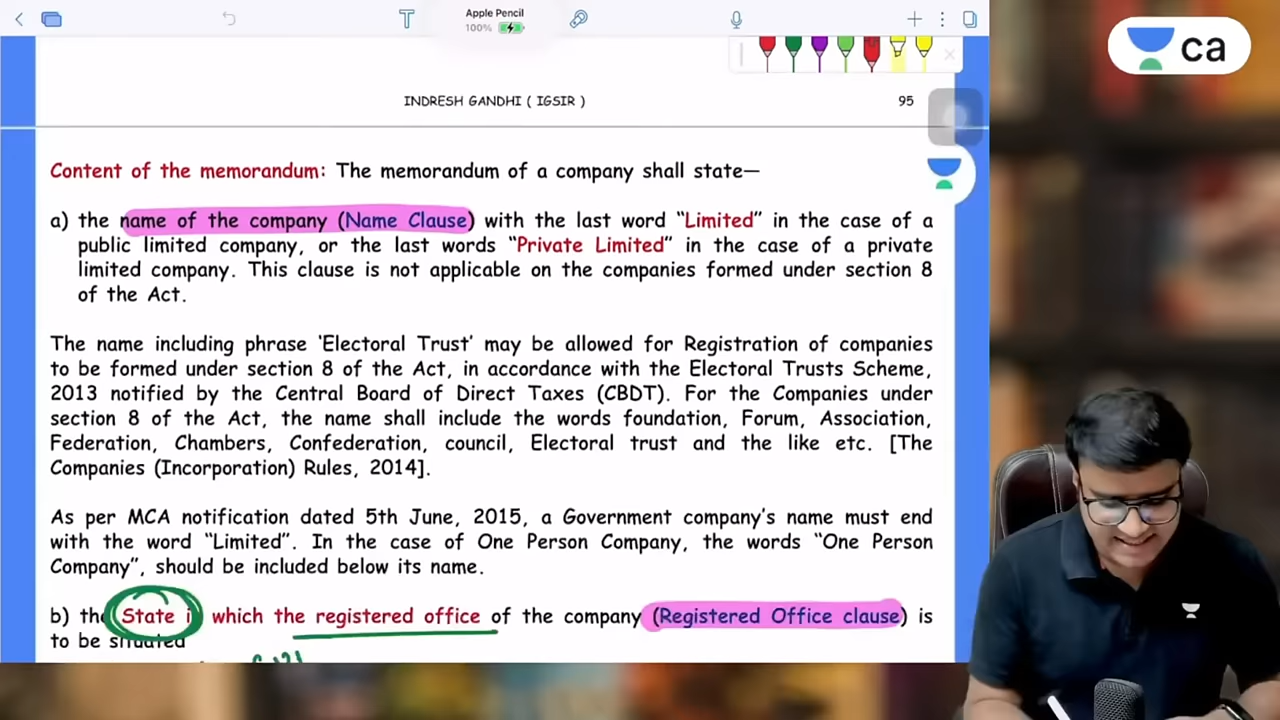 Apple Pencil
100%
ca
INDRESH GANDHI ( IGSIR )
95
Content of the memorandum: The memorandum of a company shall state—
a) the name of the company (Name Clause) with the last word “Limited” in the case of a
public limited company, or the last words “Private Limited” in the case of a private
limited company. This clause is not applicable on the companies formed under section 8
of the Act.
The name including phrase ‘Electoral Trust’ may be allowed for Registration of companies
to be formed under section 8 of the Act, in accordance with the Electoral Trusts Scheme,
2013 notified by the Central Board of Direct Taxes (CBDT). For the Companies under
section 8 of the Act, the name shall include the words foundation, Forum, Association,
Federation, Chambers, Confederation, council, Electoral trust and the like etc. [The
Companies (Incorporation) Rules, 2014].
As per MCA notification dated 5th June, 2015, a Government company’s name must end
with the word “Limited”. In the case of One Person Company, the words “One Person
Company”, should be included below its name.
b) the State i which the registered office of the company (Registered Office clause) is
to be situated